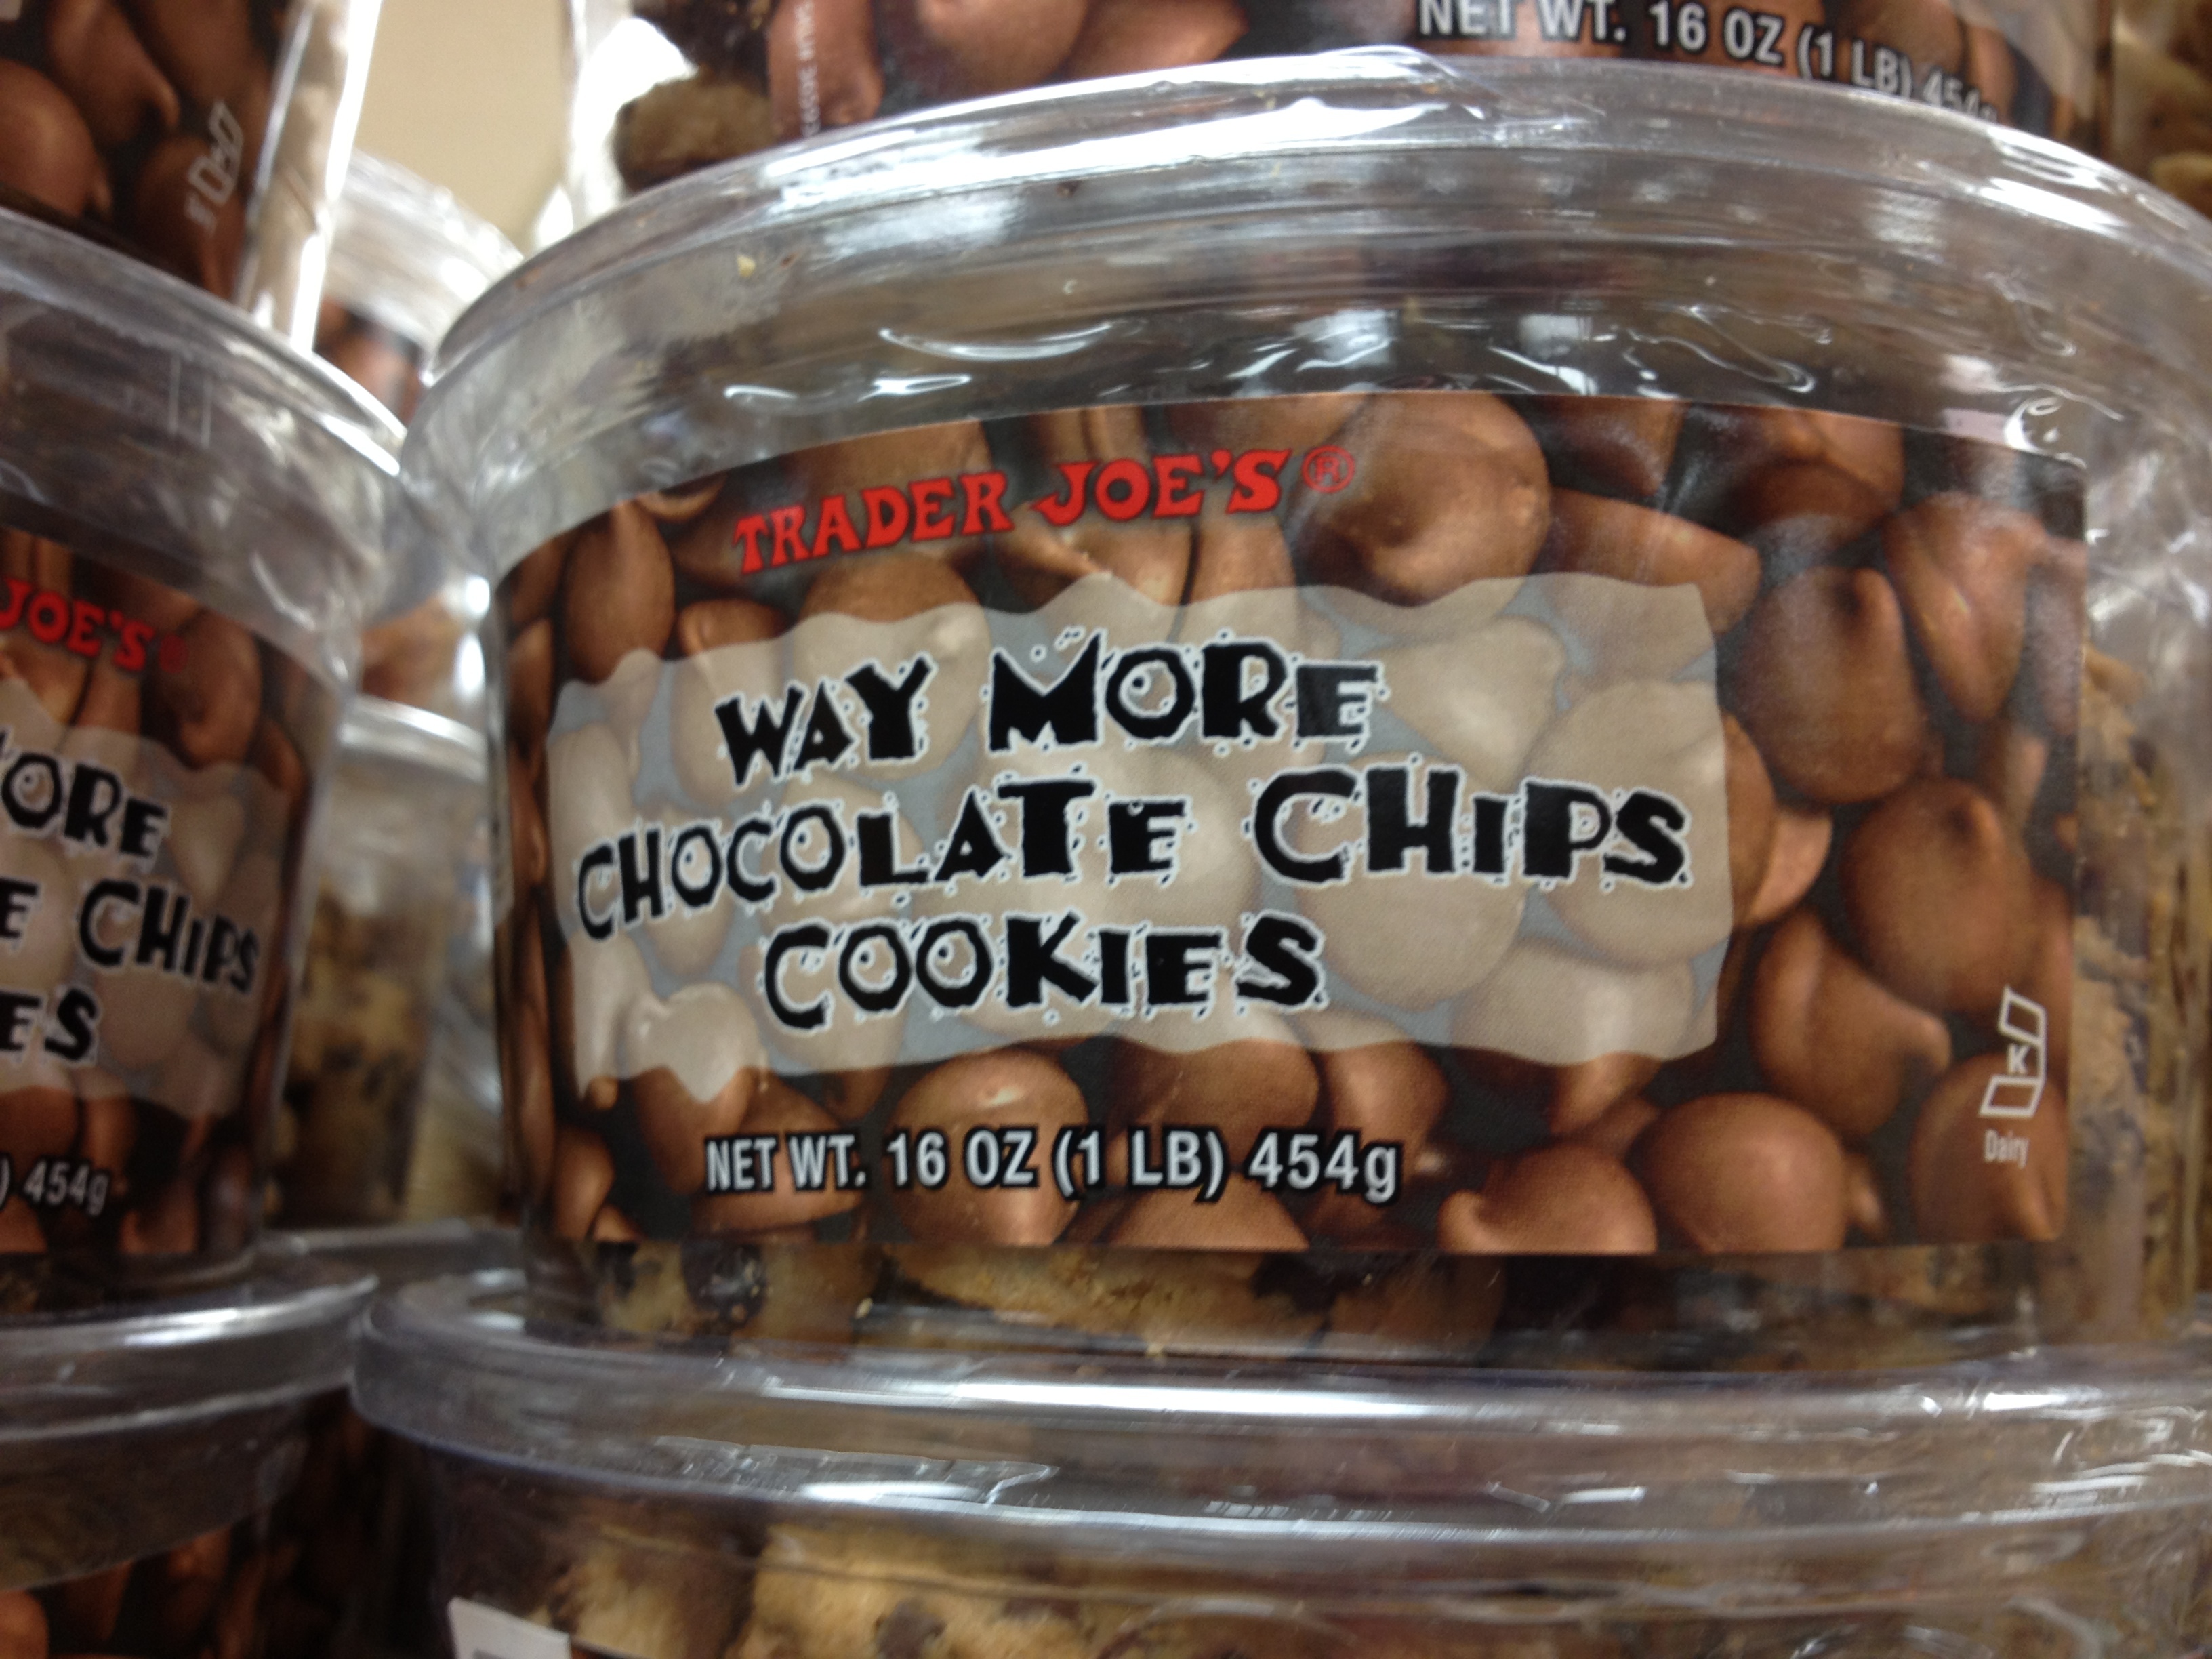 NET WT. 16 OZ (1 LB) 454g
TRADER JOE'S®
WAY MORE
CHOCOLATE CHIPS
COOKIES
NET WT. 16 OZ (1 LB) 454g
K
Dairy
JOE'S®
ORE
E CHIPS
ES
) 454g